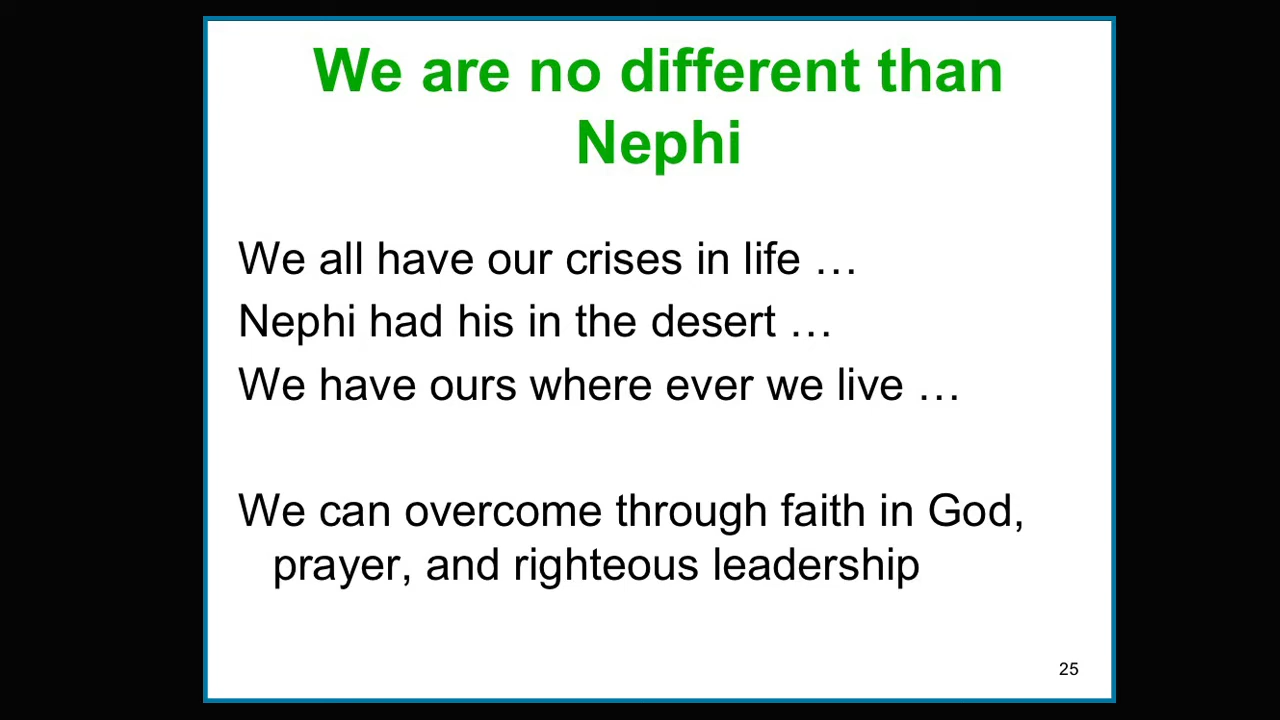 We are no different than
Nephi
We all have our crises in life …
Nephi had his in the desert …
We have ours where ever we live …
We can overcome through faith in God,
prayer, and righteous leadership
25